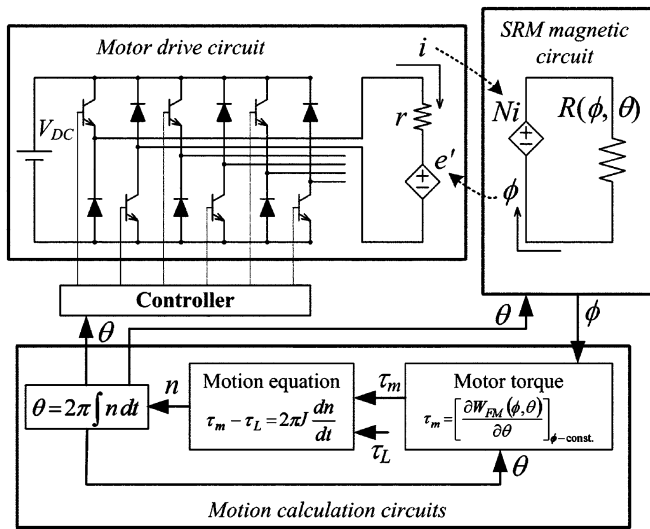 Motor drive circuit
SRM magnetic
circuit
i
V_DC
r
e'
Ni
R(ϕ, θ)
ϕ
Controller
θ
θ
ϕ
θ = 2π∫n dt
n
Motion equation
τ_m − τ_L = 2πJ dn/dt
τ_m
τ_L
Motor torque
τ_m = [∂W_FM(ϕ,θ)/∂θ]_ϕ−const.
θ
Motion calculation circuits